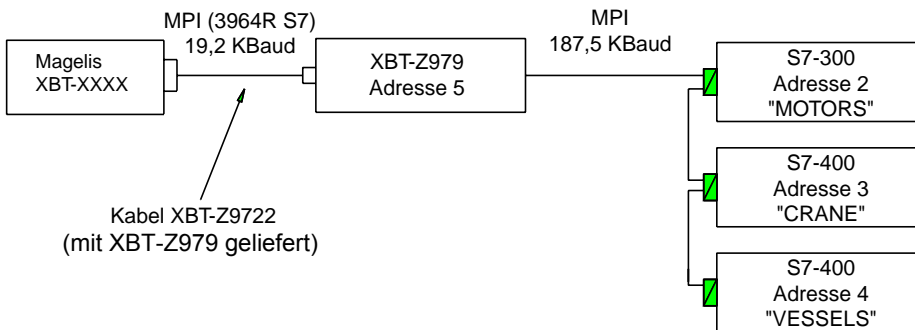 MPI (3964R S7)
19,2 KBaud
MPI
187,5 KBaud
Magelis
XBT-XXXX
XBT-Z979
Adresse 5
S7-300
Adresse 2
"MOTORS"
S7-400
Adresse 3
"CRANE"
S7-400
Adresse 4
"VESSELS"
Kabel XBT-Z9722
(mit XBT-Z979 geliefert)